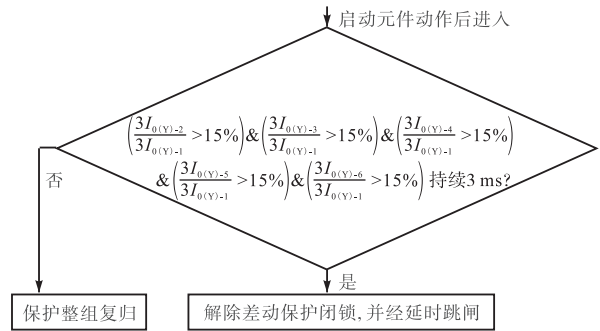 启动元件动作后进入
(3I₀(Y)-2/3I₀(Y)-1 >15%)&(3I₀(Y)-3/3I₀(Y)-1 >15%)&(3I₀(Y)-4/3I₀(Y)-1 >15%)
&(3I₀(Y)-5/3I₀(Y)-1 >15%)&(3I₀(Y)-6/3I₀(Y)-1 >15%) 持续3 ms?
否
是
保护整组复归
解除差动保护闭锁,并经延时跳闸